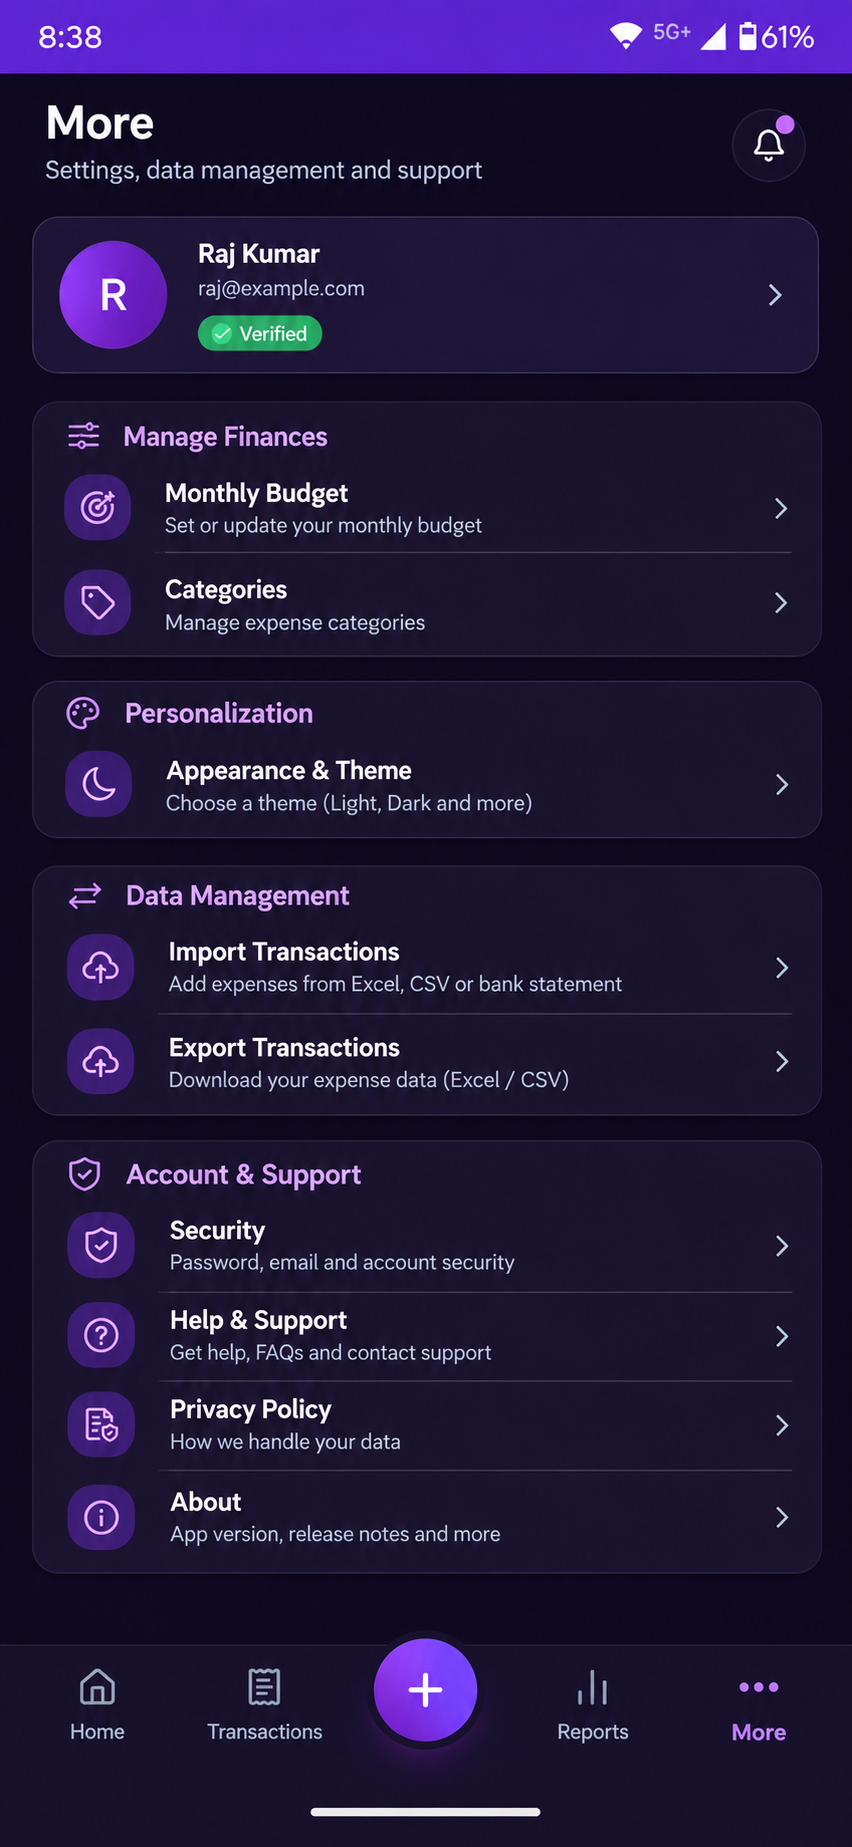 8:38
5G+
61%
More
Settings, data management and support
R
Raj Kumar
raj@example.com
Verified
Manage Finances
Monthly Budget
Set or update your monthly budget
Categories
Manage expense categories
Personalization
Appearance & Theme
Choose a theme (Light, Dark and more)
Data Management
Import Transactions
Add expenses from Excel, CSV or bank statement
Export Transactions
Download your expense data (Excel / CSV)
Account & Support
Security
Password, email and account security
Help & Support
Get help, FAQs and contact support
Privacy Policy
How we handle your data
About
App version, release notes and more
Home
Transactions
Reports
More